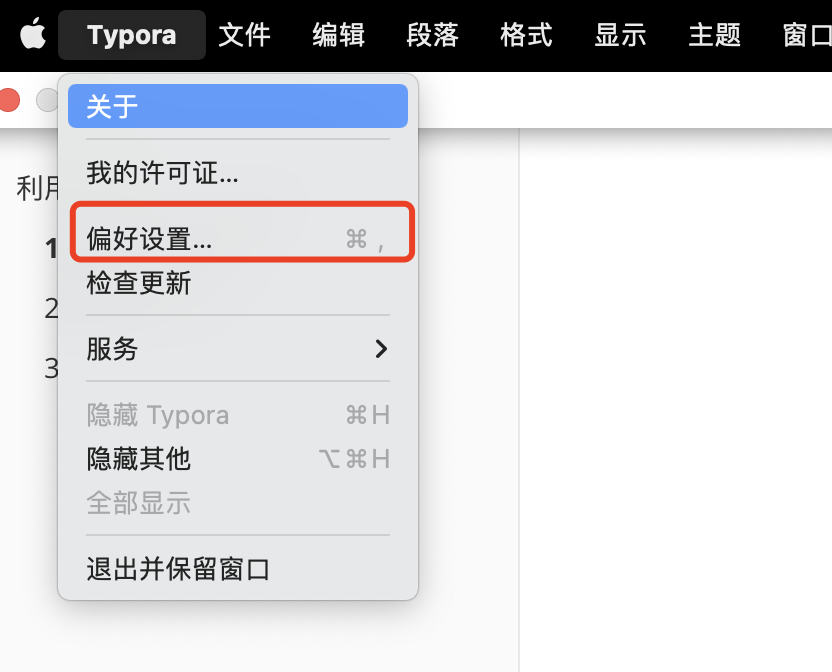 Typora 文件 编辑 段落 格式 显示 主题 窗口
关于
我的许可证...
利用
偏好设置... ⌘ ,
1
检查更新
2
服务
3
隐藏 Typora ⌘H
隐藏其他 ⌥⌘H
全部显示
退出并保留窗口